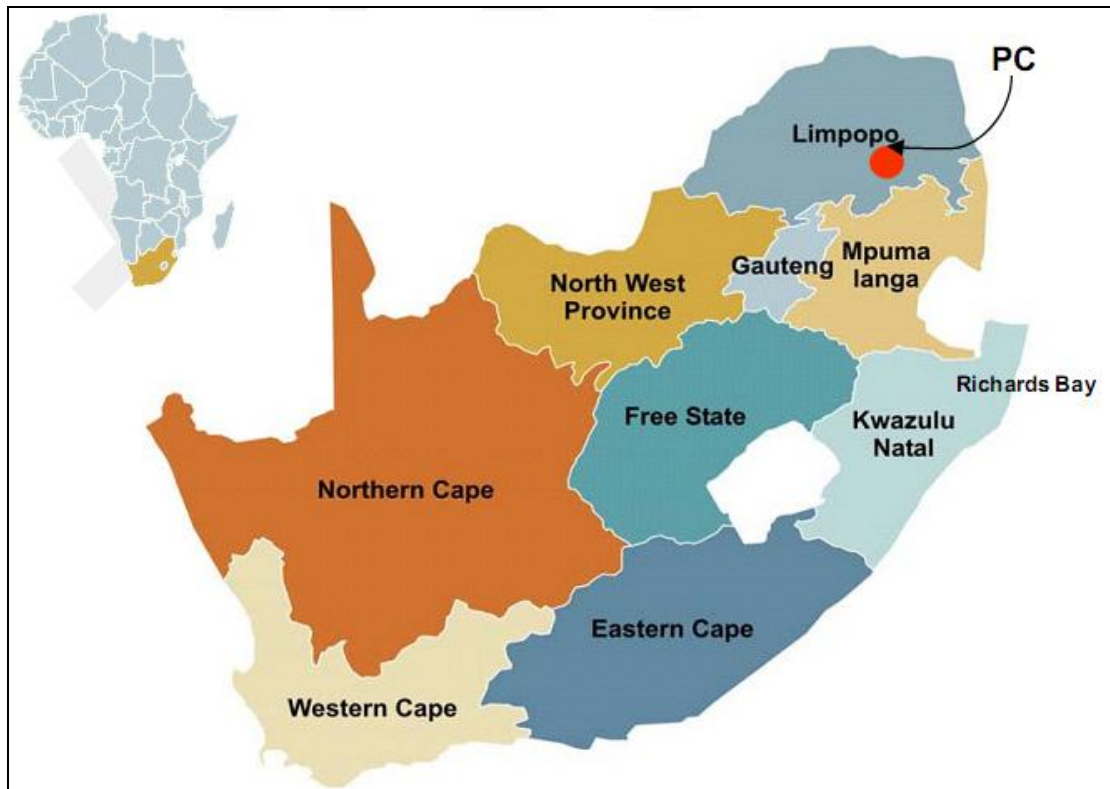 PC
Limpopo
Gauteng
Mpuma
langa
North West
Province
Richards Bay
Free State
Kwazulu
Natal
Northern Cape
Eastern Cape
Western Cape